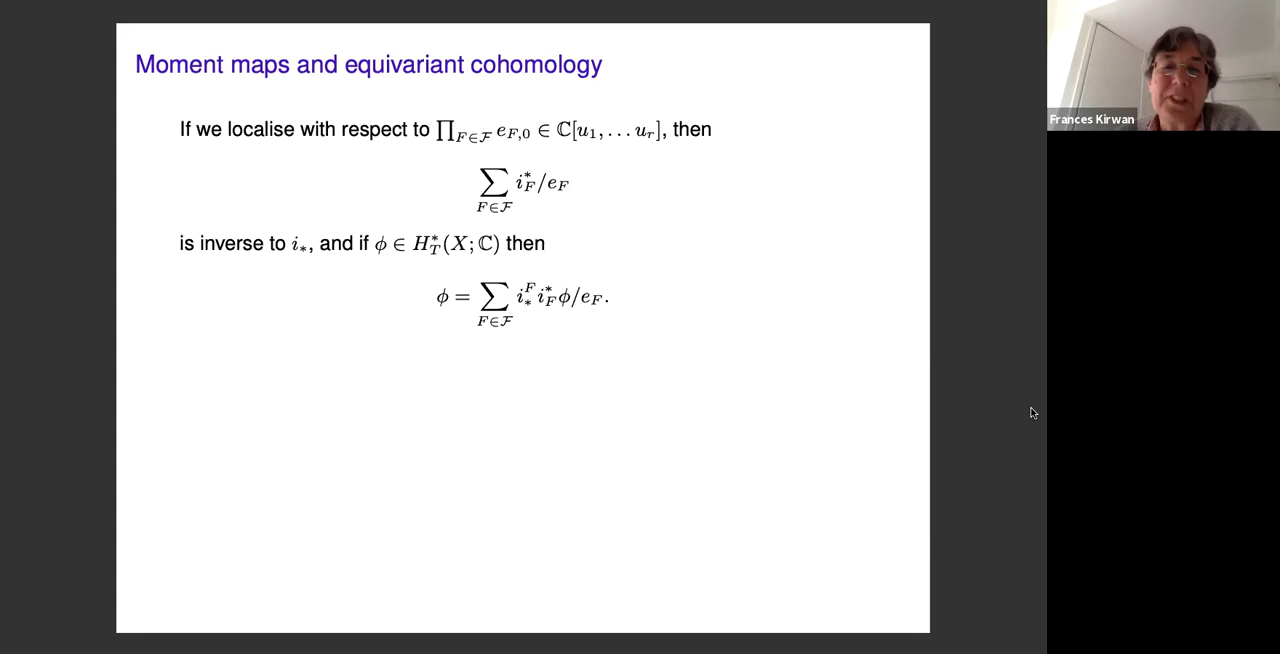 Moment maps and equivariant cohomology
If we localise with respect to ∏_{F∈ℱ} e_{F,0} ∈ ℂ[u_1, … u_r], then
∑_{F∈ℱ} i_F^*/e_F
is inverse to i_*, and if ϕ ∈ H_T^*(X; ℂ) then
ϕ = ∑_{F∈ℱ} i_*^F i_F^* ϕ/e_F.
Frances Kirwan